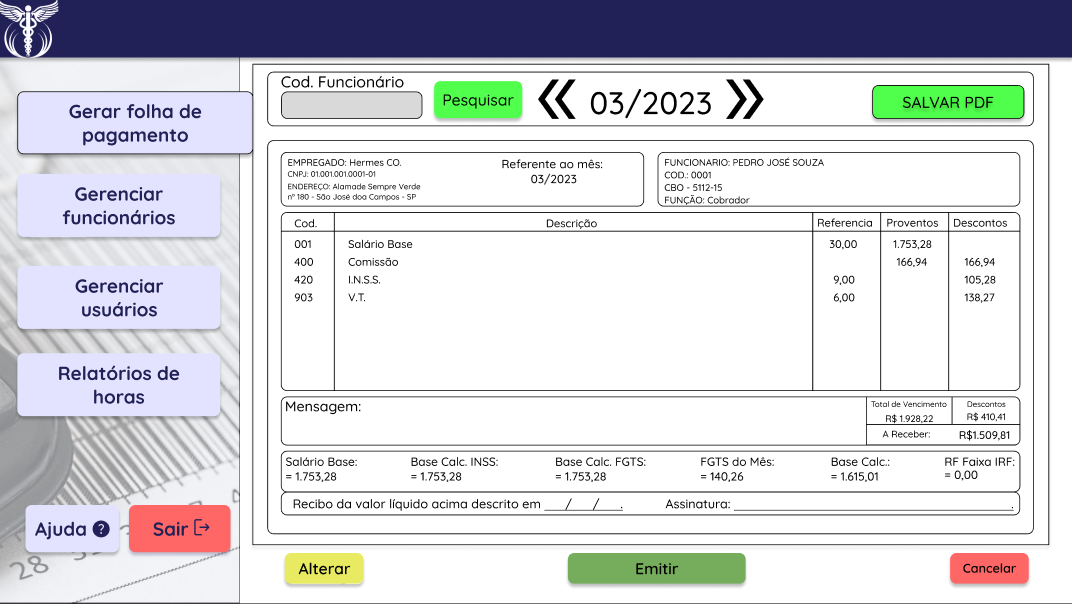 Gerar folha de
pagamento
Gerenciar
funcionários
Gerenciar
usuários
Relatórios de
horas
Ajuda ?
Sair
28
Cod. Funcionário
Pesquisar
03/2023
SALVAR PDF
EMPREGADO: Hermes CO.
CNPJ: 01.001.001.0001-01
ENDEREÇO: Alamade Sempre Verde
nº 180 - São José doa Campos - SP
Referente ao mês:
03/2023
FUNCIONARIO: PEDRO JOSÉ SOUZA
COD.: 0001
CBO - 5112-15
FUNÇÃO: Cobrador
Cod. Descrição Referencia Proventos Descontos
001 Salário Base 30,00 1.753,28
400 Comissão 166,94 166,94
420 I.N.S.S. 9,00 105,28
903 V.T. 6,00 138,27
Mensagem:
Total de Vencimento Descontos
R$ 1.928,22 R$ 410,41
A Receber: R$1.509,81
Salário Base: Base Calc. INSS: Base Calc. FGTS: FGTS do Mês: Base Calc.: RF Faixa IRF:
= 1.753,28 = 1.753,28 = 1.753,28 = 140,26 = 1.615,01 = 0,00
Recibo da valor líquido acima descrito em ___/___/___. Assinatura: ____________________.
Alterar
Emitir
Cancelar